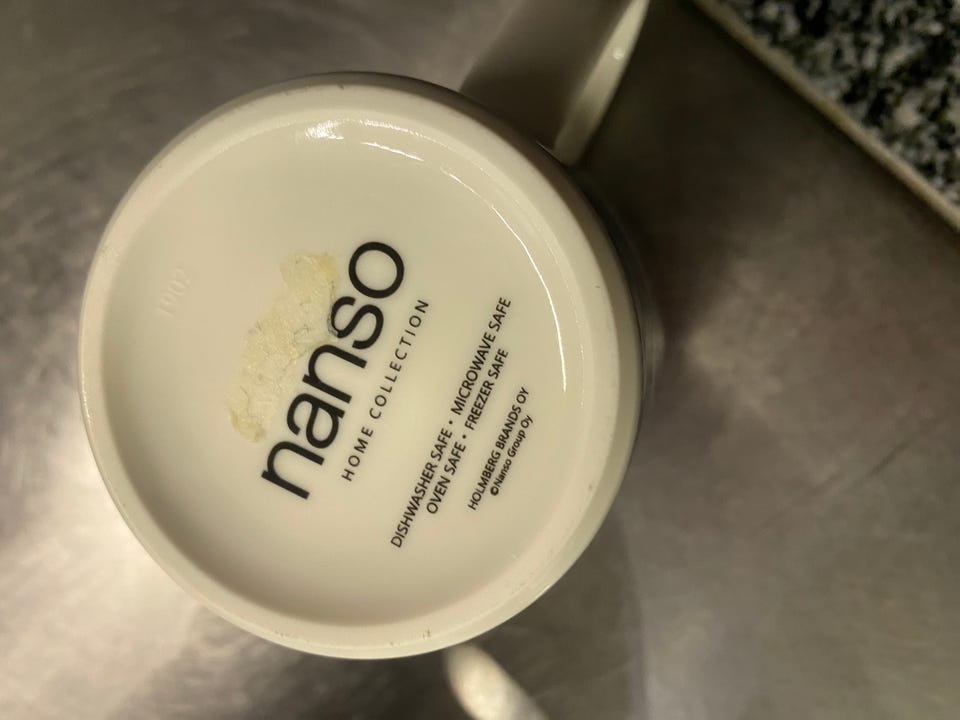 nanso
HOME COLLECTION
DISHWASHER SAFE • MICROWAVE SAFE
OVEN SAFE • FREEZER SAFE
HOLMBERG BRANDS OY
©Nanso Group Oy